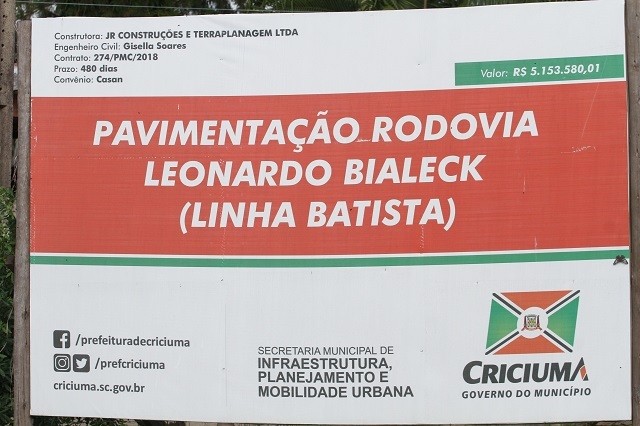 Construtora: JR CONSTRUÇÕES E TERRAPLANAGEM LTDA
Engenheiro Civil: Gisella Soares
Contrato: 274/PMC/2018
Prazo: 480 dias
Convênio: Casan
Valor: R$ 5.153.580,01
PAVIMENTAÇÃO RODOVIA
LEONARDO BIALECK
(LINHA BATISTA)
/prefeituradecriciuma
/prefcriciuma
criciuma.sc.gov.br
SECRETARIA MUNICIPAL DE
INFRAESTRUTURA,
PLANEJAMENTO E
MOBILIDADE URBANA
CRICIUMA
GOVERNO DO MUNICÍPIO